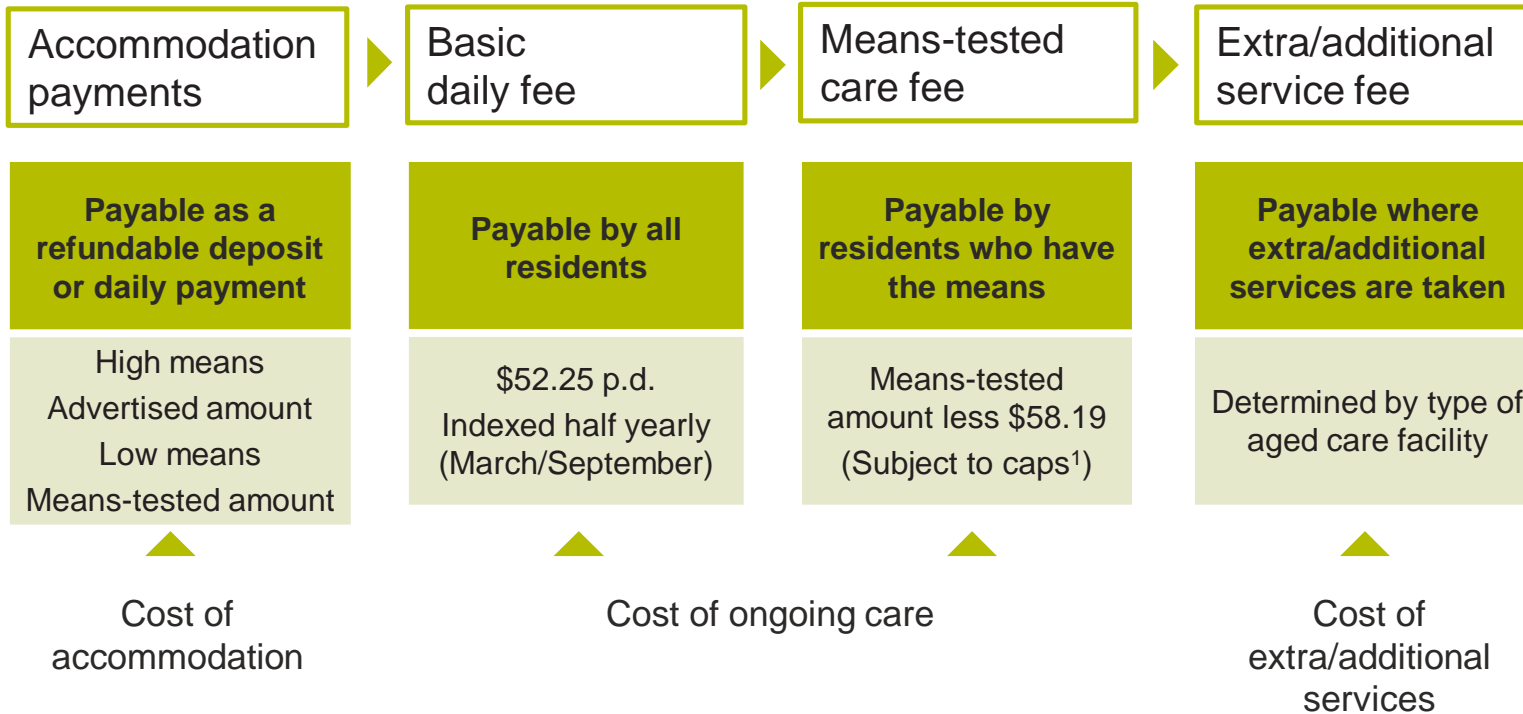 Accommodation
payments
Basic
daily fee
Means-tested
care fee
Extra/additional
service fee
Payable as a
refundable deposit
or daily payment
Payable by all
residents
Payable by
residents who have
the means
Payable where
extra/additional
services are taken
High means
Advertised amount
Low means
Means-tested amount
$52.25 p.d.
Indexed half yearly
(March/September)
Means-tested
amount less $58.19
(Subject to caps¹)
Determined by type of
aged care facility
Cost of
accommodation
Cost of ongoing care
Cost of
extra/additional
services